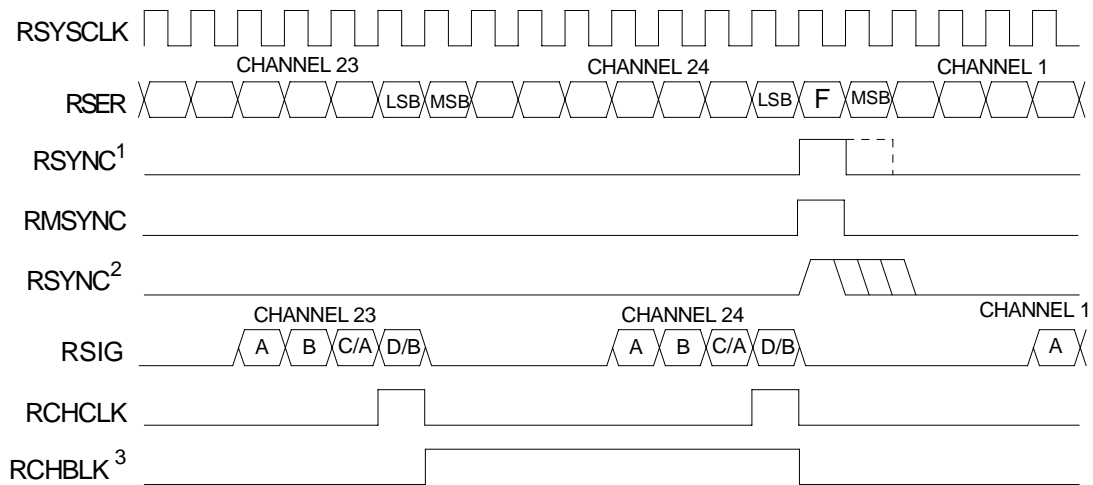 RSYSCLK
CHANNEL 23 CHANNEL 24 CHANNEL 1
RSER LSB MSB LSB F MSB
RSYNC¹
RMSYNC
RSYNC²
CHANNEL 23 CHANNEL 24 CHANNEL 1
RSIG A B C/A D/B A B C/A D/B A
RCHCLK
RCHBLK³